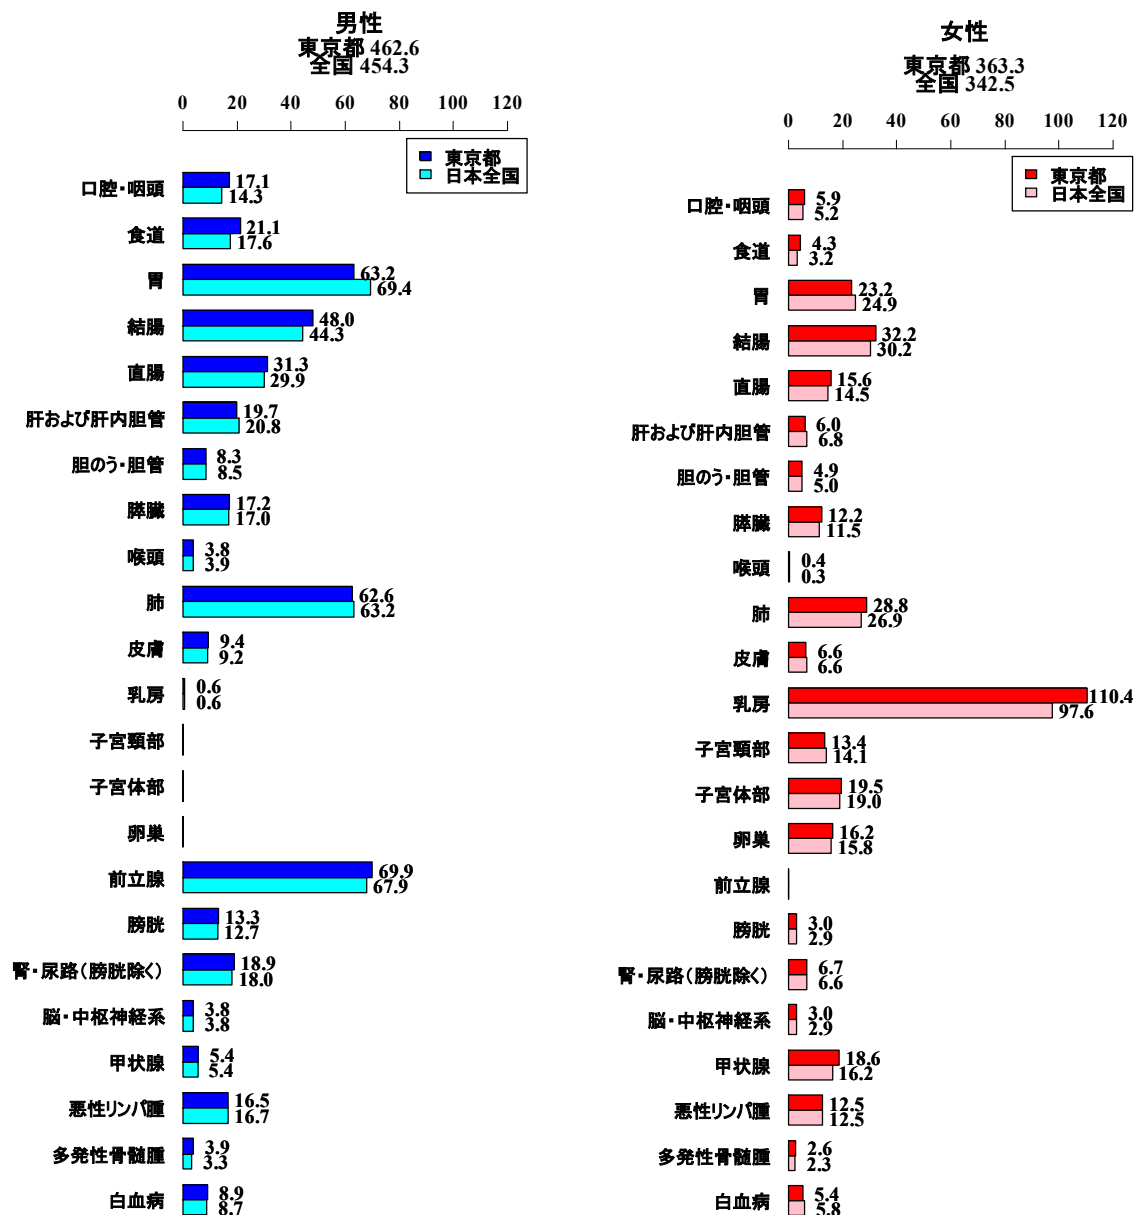 男性
東京都 462.6
全国 454.3
0 20 40 60 80 100 120
東京都
日本全国
口腔・咽頭 17.1
14.3
食道 21.1
17.6
胃 63.2
69.4
結腸 48.0
44.3
直腸 31.3
29.9
肝および肝内胆管 19.7
20.8
胆のう・胆管 8.3
8.5
膵臓 17.2
17.0
喉頭 3.8
3.9
肺 62.6
63.2
皮膚 9.4
9.2
乳房 0.6
0.6
子宮頸部
子宮体部
卵巣
前立腺 69.9
67.9
膀胱 13.3
12.7
腎・尿路(膀胱除く) 18.9
18.0
脳・中枢神経系 3.8
3.8
甲状腺 5.4
5.4
悪性リンパ腫 16.5
16.7
多発性骨髄腫 3.9
3.3
白血病 8.9
8.7
女性
東京都 363.3
全国 342.5
0 20 40 60 80 100 120
東京都
日本全国
口腔・咽頭 5.9
5.2
食道 4.3
3.2
胃 23.2
24.9
結腸 32.2
30.2
直腸 15.6
14.5
肝および肝内胆管 6.0
6.8
胆のう・胆管 4.9
5.0
膵臓 12.2
11.5
喉頭 0.4
0.3
肺 28.8
26.9
皮膚 6.6
6.6
乳房 110.4
97.6
子宮頸部 13.4
14.1
子宮体部 19.5
19.0
卵巣 16.2
15.8
前立腺
膀胱 3.0
2.9
腎・尿路(膀胱除く) 6.7
6.6
脳・中枢神経系 3.0
2.9
甲状腺 18.6
16.2
悪性リンパ腫 12.5
12.5
多発性骨髄腫 2.6
2.3
白血病 5.4
5.8